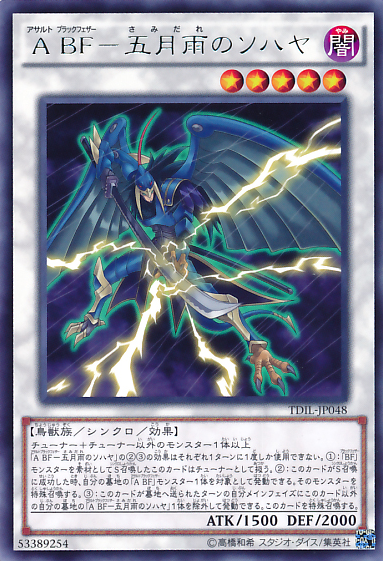 アサルト ブラックフェザー さみだれ
A BF－五月雨のソハヤ
やみ
闇
TDIL-JP048
【鳥獣族／シンクロ／効果】
チューナー＋チューナー以外のモンスター1体以上
「A BF－五月雨のソハヤ」の②③の効果はそれぞれ1ターンに1度しか使用できない。①：「BF」
モンスターを素材としてS召喚したこのカードはチューナーとして扱う。②：このカードがS召喚
に成功した時、自分の墓地の「A BF」モンスター1体を対象として発動できる。そのモンスターを
特殊召喚する。③：このカードが墓地へ送られたターンの自分メインフェイズにこのカード以外
の自分の墓地の「A BF－五月雨のソハヤ」1体を除外して発動できる。このカードを特殊召喚する。
ATK/1500 DEF/2000
53389254
©高橋和希 スタジオ・ダイス/集英社